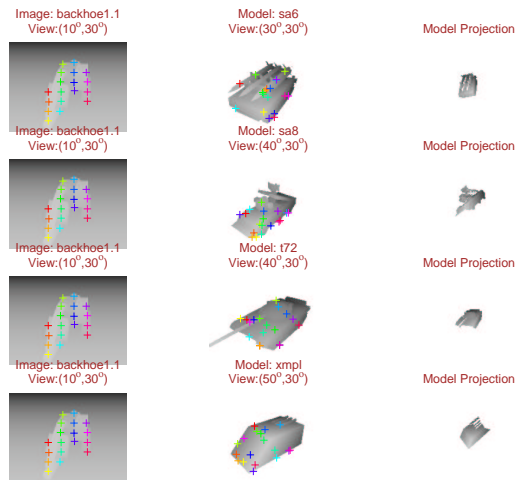 Image: backhoe1.1
View:(10°,30°)
Model: sa6
View:(30°,30°)
Model Projection
Image: backhoe1.1
View:(10°,30°)
Model: sa8
View:(40°,30°)
Model Projection
Image: backhoe1.1
View:(10°,30°)
Model: t72
View:(40°,30°)
Model Projection
Image: backhoe1.1
View:(10°,30°)
Model: xmpl
View:(50°,30°)
Model Projection